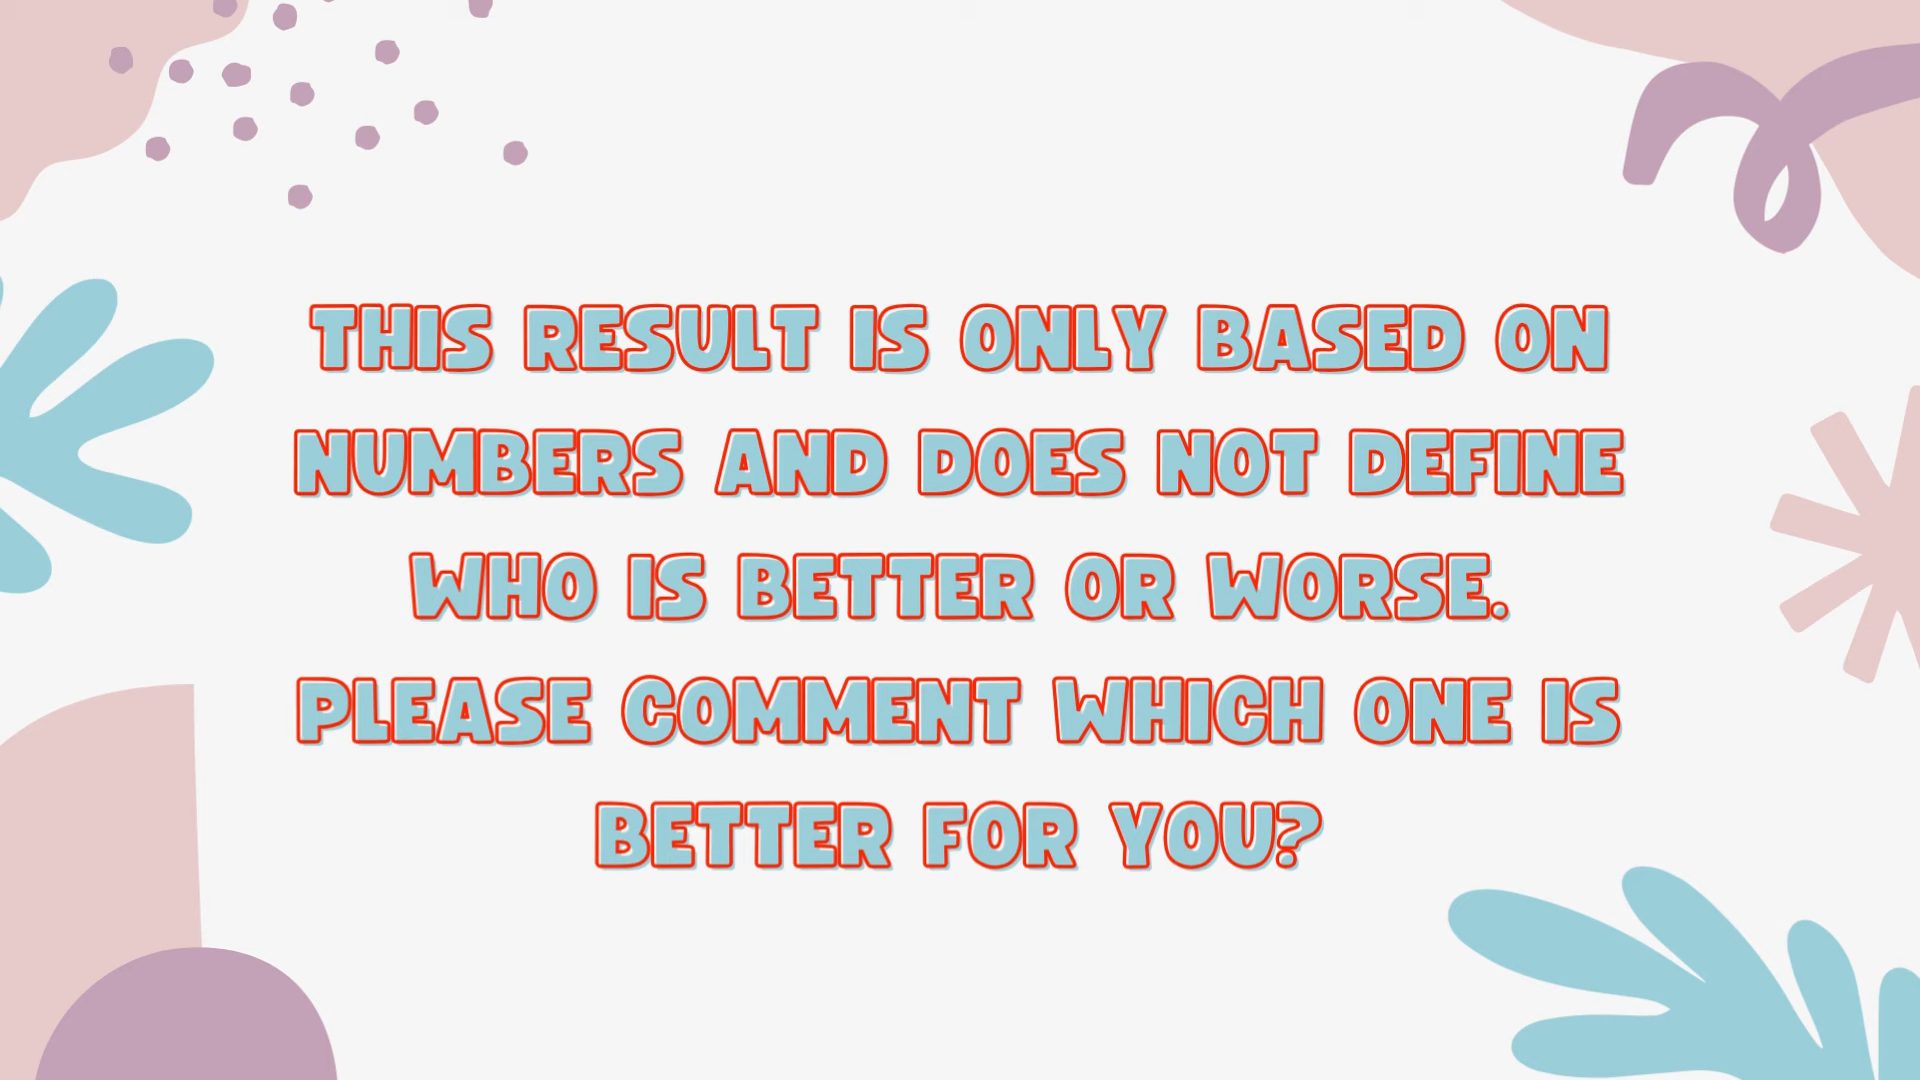 THIS RESULT IS ONLY BASED ON
NUMBERS AND DOES NOT DEFINE
WHO IS BETTER OR WORSE.
PLEASE COMMENT WHICH ONE IS
BETTER FOR YOU?